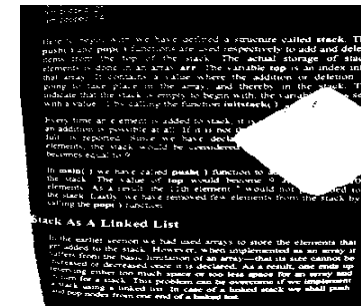 Here to begin with we have defined a structure called stack. The
push( ) and pop( ) functions are used respectively to add and delete
items from the top of the stack. The actual storage of stack
elements is done in an array arr. The variable top is an index into
that array. It contains a value where the addition or deletion is
going to take place in the array, and thereby in the stack. To
indicate that the stack is empty to begin with, the variable
with a value -1 by calling the function initstack( )
Every time an element is added to stack, it is
an addition is possible at all. If it is not
full is reported. Since we have
elements, the stack would be considered
becomes equal to 9.
In main( ) we have called push( ) function to
the stack. The value of top would become 9
elements. As a result the 11th element would not
the stack. we have removed few elements from the stack by
calling the pop( ) function.
Stack As A Linked List
In the earlier section we had used arrays to store the elements that
get added to the stack. However, when implemented as an array it
suffers from the basic limitation of an array—that its size cannot be
increased or decreased once it is declared. As a result, one ends up
reserving either too much space or too less space for an array and
in turn for a stack. This problem can be overcome if we implement
a stack using a linked list. In case of a linked stack we shall push
and pop nodes from one end of a linked list.